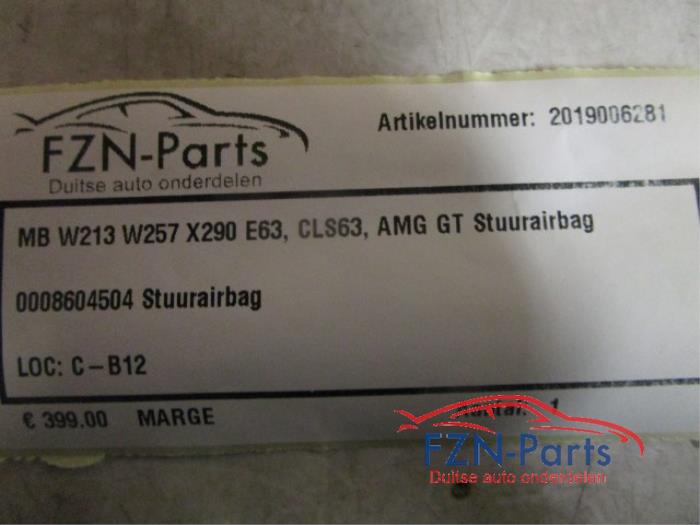 FZN-Parts
Duitse auto onderdelen
Artikelnummer: 2019006281
MB W213 W257 X290 E63, CLS63, AMG GT Stuurairbag
0008604504 Stuurairbag
LOC: C-B12
€ 399.00 MARGE
1
FZN-Parts
Duitse auto onderdelen